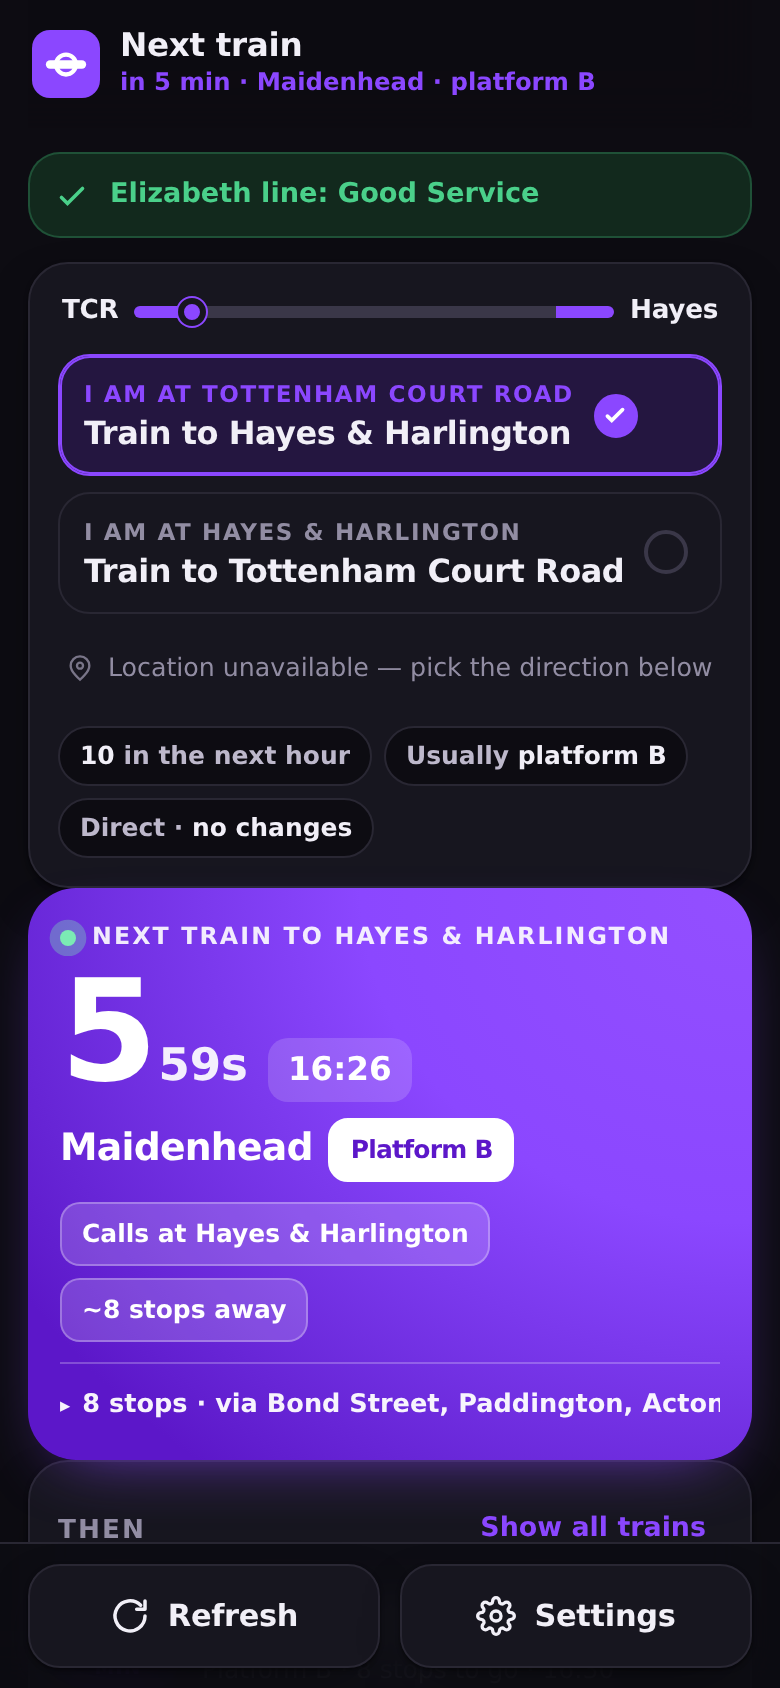 Next train
in 5 min · Maidenhead · platform B
Elizabeth line: Good Service
TCR
Hayes
I AM AT TOTTENHAM COURT ROAD
Train to Hayes & Harlington
I AM AT HAYES & HARLINGTON
Train to Tottenham Court Road
Location unavailable — pick the direction below
10 in the next hour
Usually platform B
Direct · no changes
NEXT TRAIN TO HAYES & HARLINGTON
5 59s 16:26
Maidenhead Platform B
Calls at Hayes & Harlington
~8 stops away
▸ 8 stops · via Bond Street, Paddington, Acton
THEN
Show all trains
Refresh
Settings